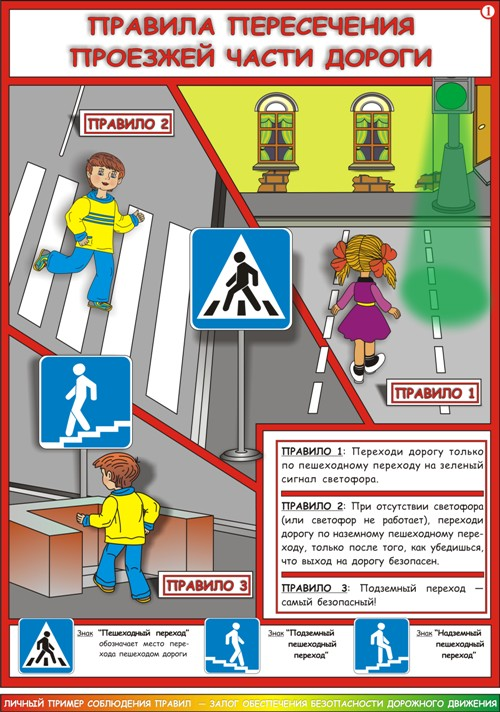 1
ПРАВИЛА ПЕРЕСЕЧЕНИЯ
ПРОЕЗЖЕЙ ЧАСТИ ДОРОГИ
ПРАВИЛО 2
ПРАВИЛО 1
ПРАВИЛО 3
ПРАВИЛО 1: Переходи дорогу только
по пешеходному переходу на зеленый
сигнал светофора.
ПРАВИЛО 2: При отсутствии светофора
(или светофор не работает), переходи
дорогу по наземному пешеходному пере-
ходу, только после того, как убедишься,
что выход на дорогу безопасен.
ПРАВИЛО 3: Подземный переход –
самый безопасный!
Знак "Пешеходный переход"
обозначает место пере-
хода пешеходом дороги
Знак "Подземный
пешеходный
переход"
Знак "Надземный
пешеходный
переход"
ЛИЧНЫЙ ПРИМЕР СОБЛЮДЕНИЯ ПРАВИЛ – ЗАЛОГ ОБЕСПЕЧЕНИЯ БЕЗОПАСНОСТИ ДОРОЖНОГО ДВИЖЕНИЯ